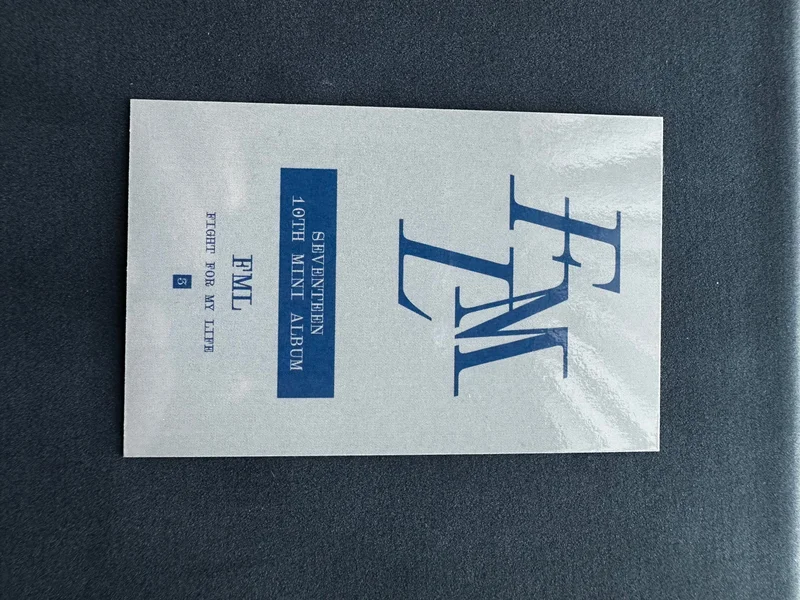 FML
SEVENTEEN
10TH MINI ALBUM
FML
FIGHT FOR MY LIFE